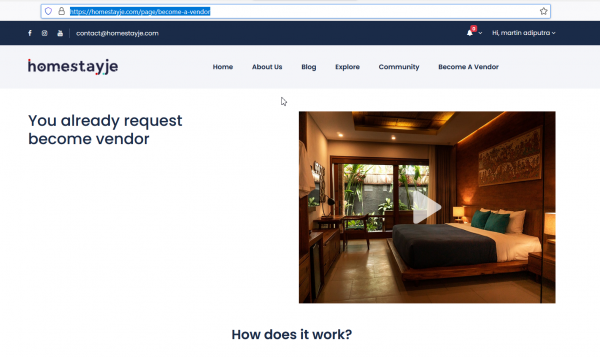 https://homestayje.com/page/become-a-vendor
contact@homestayje.com
Hi, martin adiputra
homestayje
Home About Us Blog Explore Community Become A Vendor
You already request
become vendor
How does it work?